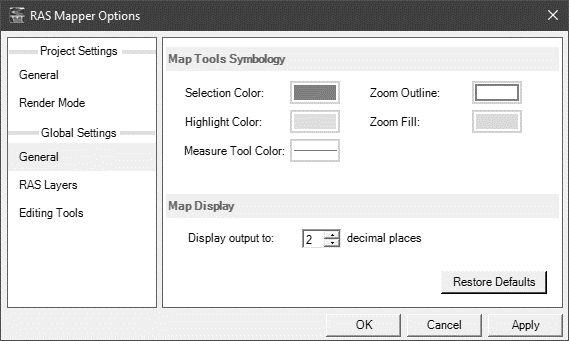 RAS Mapper Options
Project Settings
General
Render Mode
Global Settings
General
RAS Layers
Editing Tools
Map Tools Symbology
Selection Color:
Zoom Outline:
Highlight Color:
Zoom Fill:
Measure Tool Color:
Map Display
Display output to: 2 decimal places
Restore Defaults
OK
Cancel
Apply